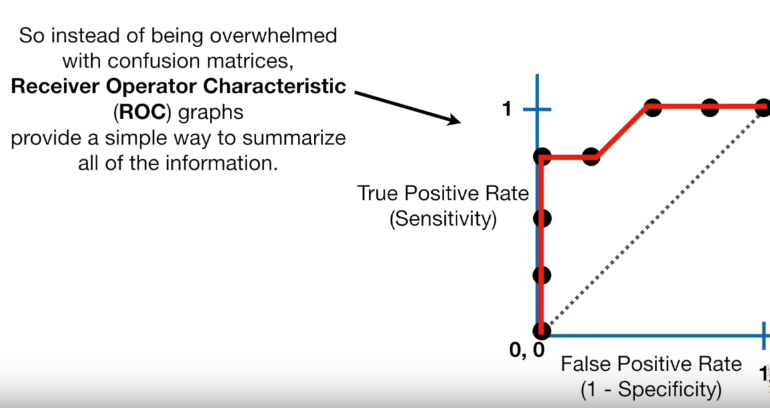 So instead of being overwhelmed
with confusion matrices,
Receiver Operator Characteristic
(ROC) graphs
provide a simple way to summarize
all of the information.
1
True Positive Rate
(Sensitivity)
0, 0
False Positive Rate
(1 - Specificity)
1